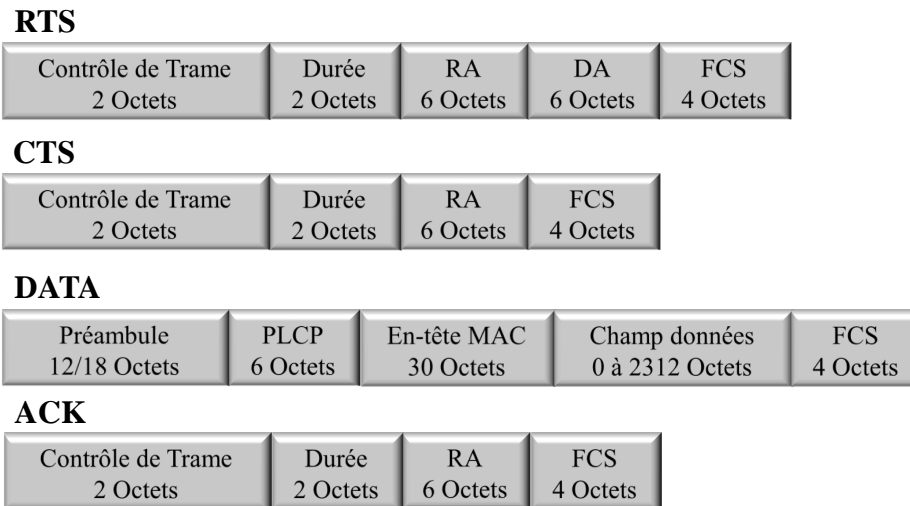 RTS
Contrôle de Trame Durée RA DA FCS
2 Octets 2 Octets 6 Octets 6 Octets 4 Octets
CTS
Contrôle de Trame Durée RA FCS
2 Octets 2 Octets 6 Octets 4 Octets
DATA
Préambule PLCP En-tête MAC Champ données FCS
12/18 Octets 6 Octets 30 Octets 0 à 2312 Octets 4 Octets
ACK
Contrôle de Trame Durée RA FCS
2 Octets 2 Octets 6 Octets 4 Octets